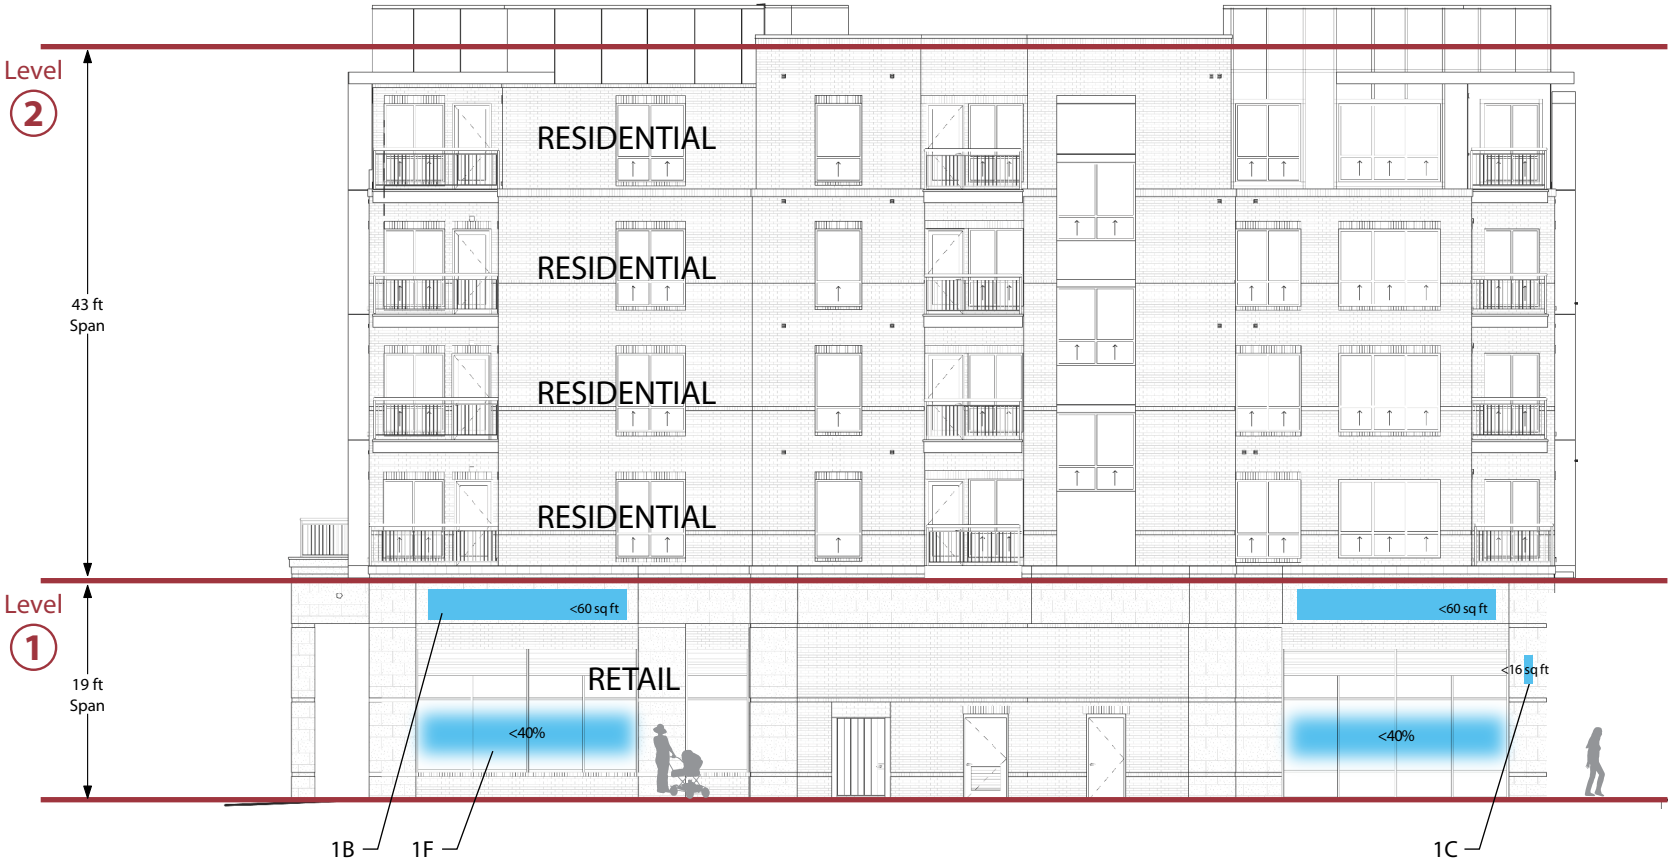 Level
2
RESIDENTIAL
RESIDENTIAL
43 ft
Span
RESIDENTIAL
RESIDENTIAL
Level
1
<60 sq ft
<60 sq ft
19 ft
Span
RETAIL
<16 sq ft
<40%
<40%
1B
1F
1C